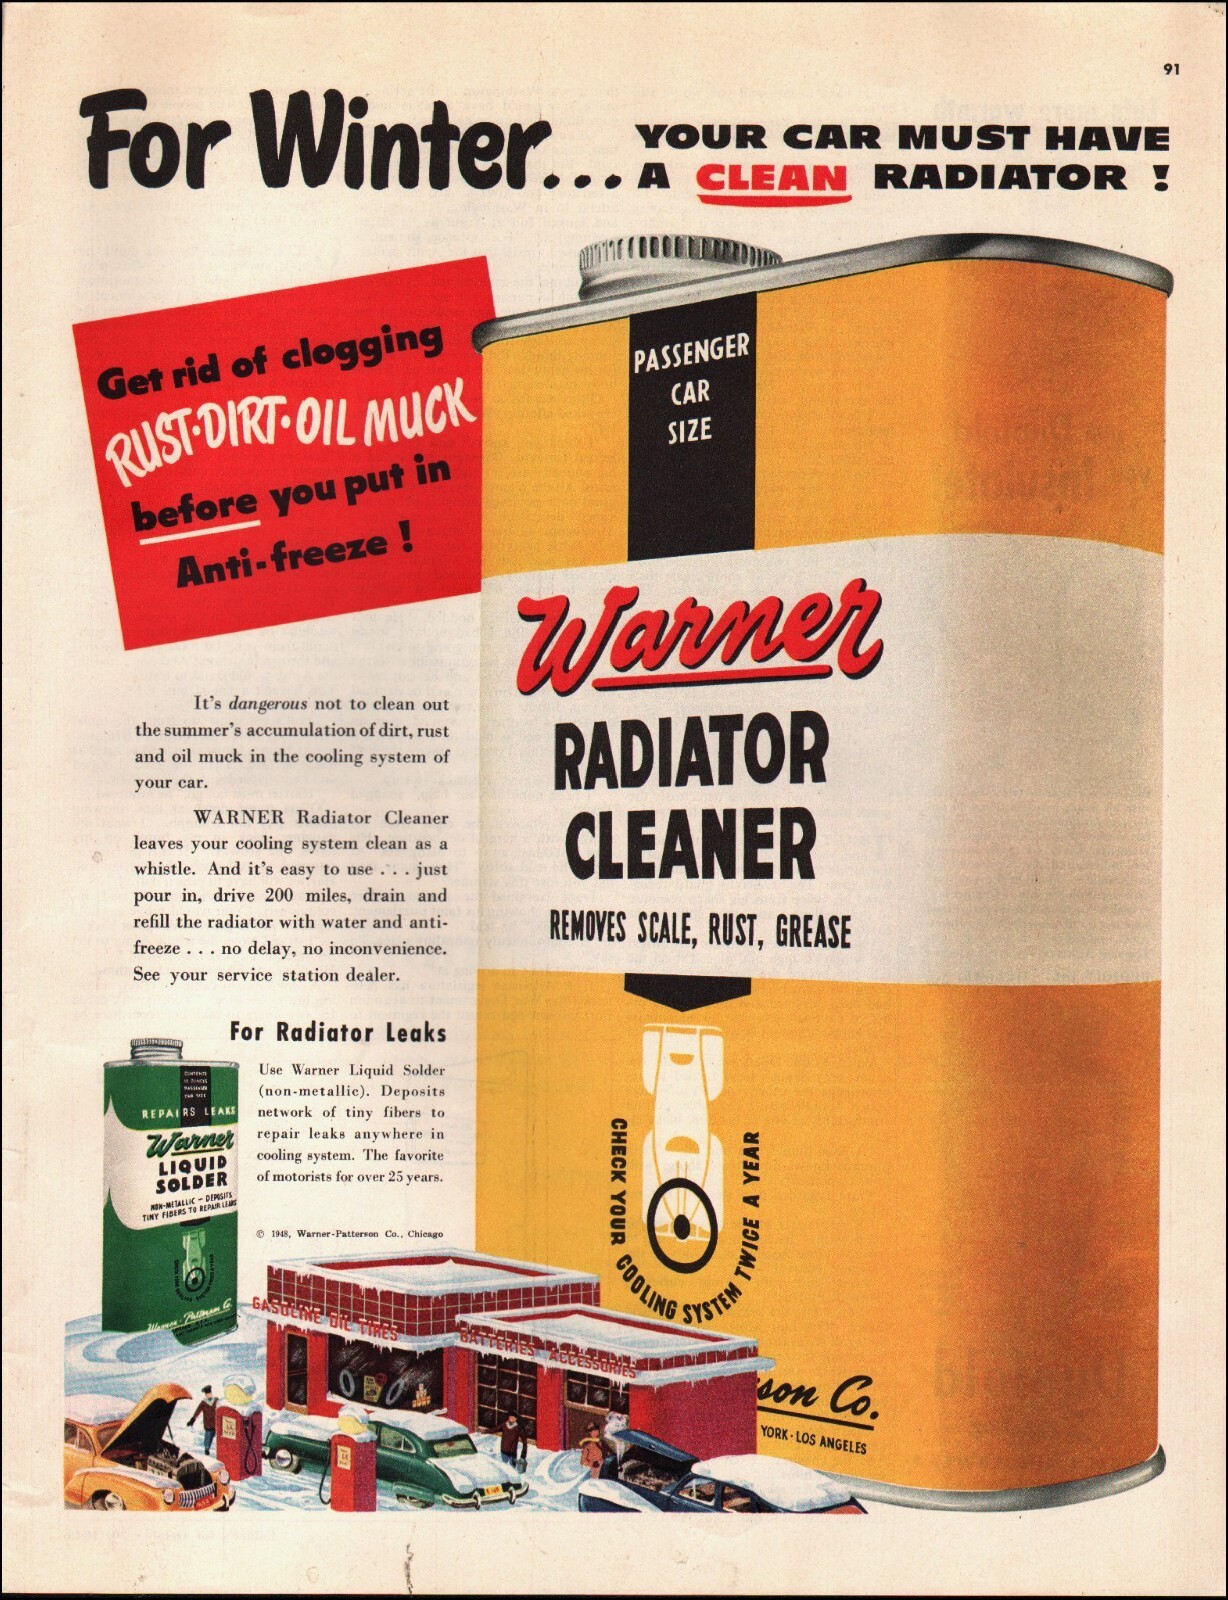 91
For Winter...
YOUR CAR MUST HAVE
A CLEAN RADIATOR !
Get rid of clogging
RUST·DIRT·OIL MUCK
before you put in
Anti-freeze !
PASSENGER
CAR
SIZE
Warner
RADIATOR
CLEANER
REMOVES SCALE, RUST, GREASE
CHECK YOUR COOLING SYSTEM TWICE A YEAR
son Co.
YORK · LOS ANGELES
It's dangerous not to clean out
the summer's accumulation of dirt, rust
and oil muck in the cooling system of
your car.
WARNER Radiator Cleaner
leaves your cooling system clean as a
whistle. And it's easy to use . . . just
pour in, drive 200 miles, drain and
refill the radiator with water and anti-
freeze . . . no delay, no inconvenience.
See your service station dealer.
For Radiator Leaks
Use Warner Liquid Solder
(non-metallic). Deposits
network of tiny fibers to
repair leaks anywhere in
cooling system. The favorite
of motorists for over 25 years.
© 1948, Warner-Patterson Co., Chicago
CONTENTS
PASSENGER
CAR SIZE
REPAIRS LEAKS
Warner
LIQUID
SOLDER
NON-METALLIC – DEPOSITS
TINY FIBERS TO REPAIR LEAKS
Warner - Patterson Co.
GASOLINE OIL TIRES
BATTERIES ACCESSORIES